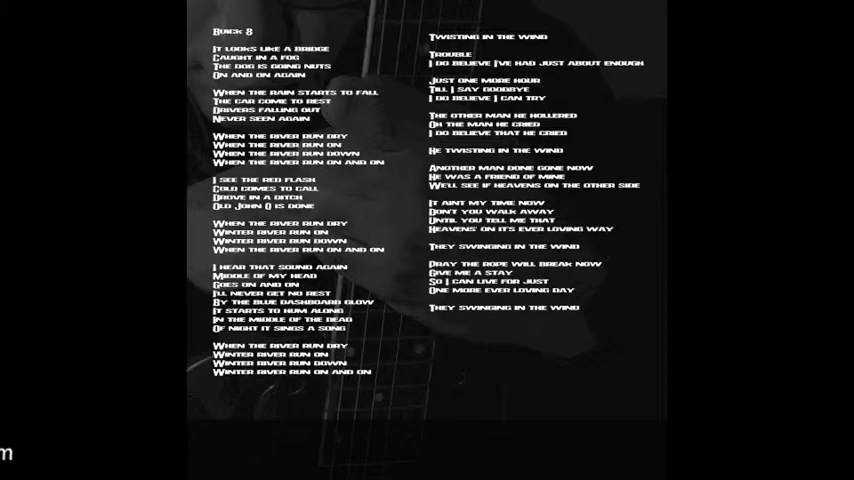 Buick 8
It looks like a bridge
Caught in a fog
The dog is going nuts
On and on again
When the rain starts to fall
The car come to rest
Drivers falling out
Never seen again
When the river run dry
When the river run on
When the river run down
When the river run on and on
I see the red flash
Cold comes to call
Drove in a ditch
Old John Q is done
When the river run dry
Winter river run on
Winter river run down
When the river run on and on
I hear that sound again
Middle of my head
Goes on and on
I'll never get no rest
By the blue dashboard glow
It starts to hum along
In the middle of the dead
Of night it sings a song
When the river run dry
Winter river run on
Winter river run down
Winter river run on and on
Twisting in the wind
Trouble
I do believe I've had just about enough
Just one more hour
Till I say goodbye
I do believe I can try
The other man he hollered
Oh the man he cried
I do believe that he cried
He twisting in the wind
Another man done gone now
He was a friend of mine
We'll see if heavens on the other side
It aint my time now
Don't you walk away
Until you tell me that
Heavens' on it's ever loving way
They swinging in the wind
Pray the rope will break now
Give me a stay
So I can live for just
One more ever loving day
They swinging in the wind
m